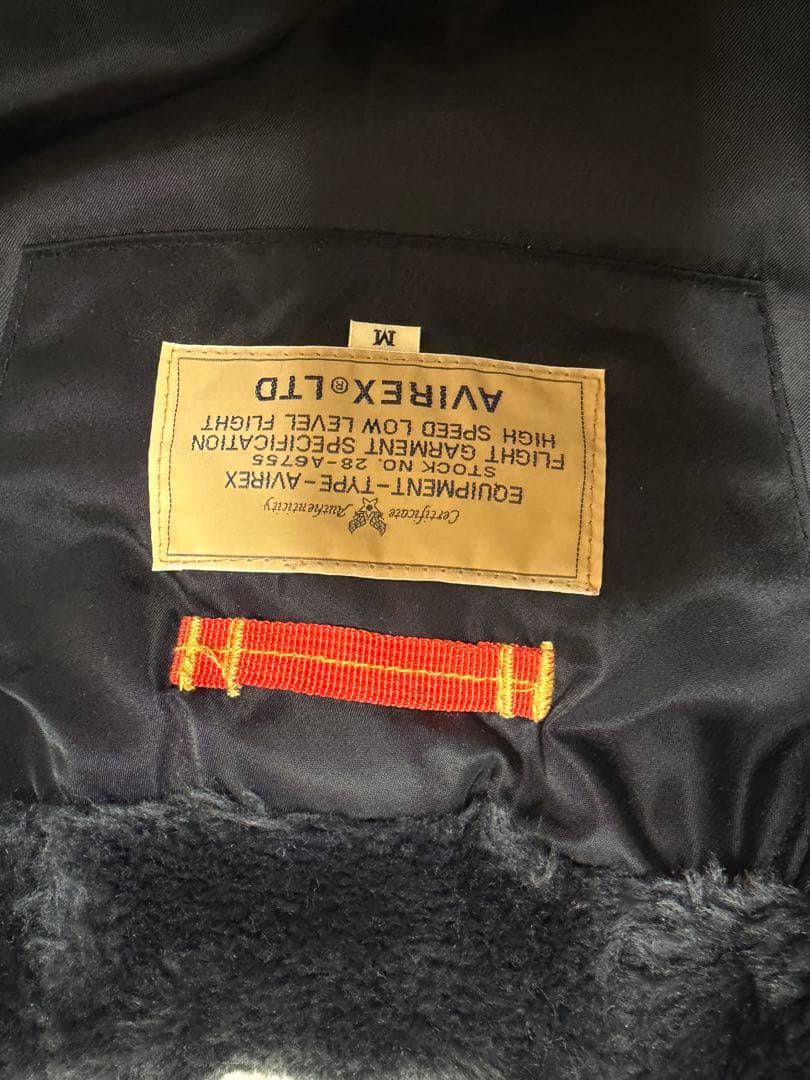 Certificate Authenticity
EQUIPMENT-TYPE-AVIREX
STOCK NO. 28-A6755
FLIGHT GARMENT SPECIFICATION
HIGH SPEED LOW LEVEL FLIGHT
AVIREX® LTD
M